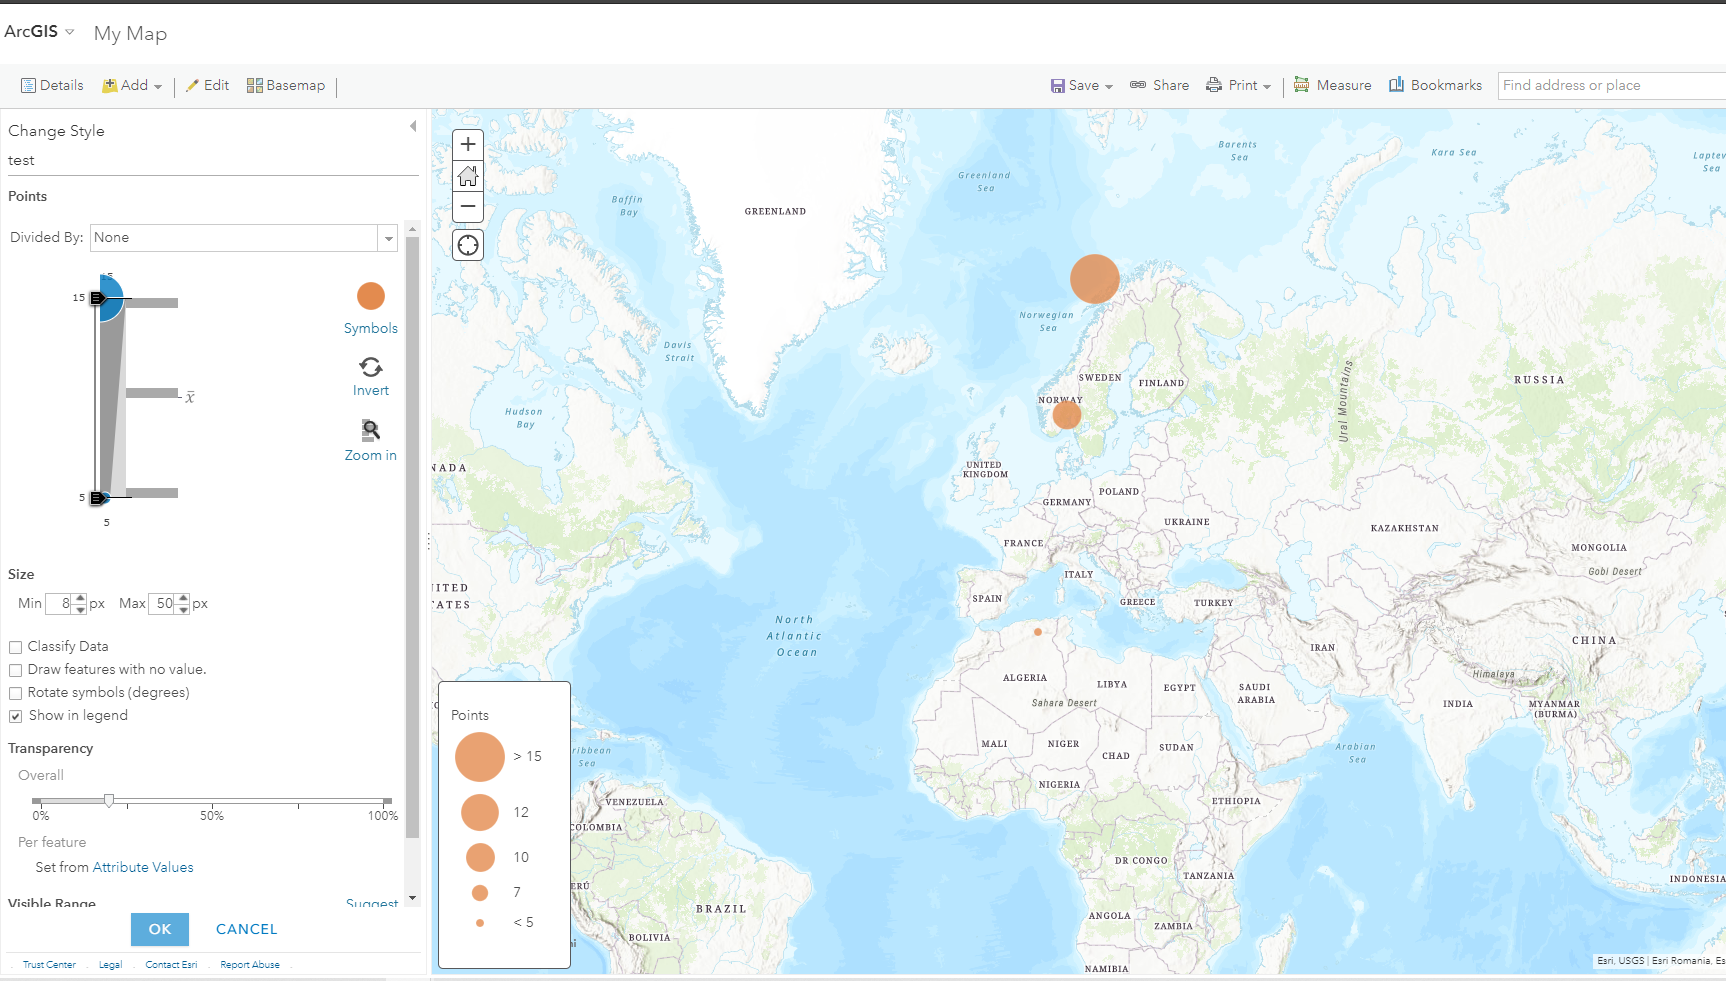 ArcGIS My Map
Details Add Edit Basemap Save Share Print Measure Bookmarks Find address or place
Change Style
test
Points
Divided By: None
15
x̄
5
5
Symbols
Invert
Zoom in
Size
Min 8 px Max 50 px
Classify Data
Draw features with no value.
Rotate symbols (degrees)
Show in legend
Transparency
Overall
0% 50% 100%
Per feature
Set from Attribute Values
Visible Range Suggest
OK CANCEL
Trust Center Legal Contact Esri Report Abuse
Barents
Sea
Kara Sea
Laptev
Sea
Greenland
Sea
Baffin
Bay
GREENLAND
Norwegian
Sea
Davis
Strait
SWEDEN
FINLAND
NORWAY
RUSSIA
Ural Mountains
Hudson
Bay
NADA
UNITED
KINGDOM
POLAND
GERMANY
UKRAINE
KAZAKHSTAN
FRANCE
MONGOLIA
Gobi Desert
ITALY
NITED
TATES
SPAIN
GREECE
TURKEY
North
Atlantic
Ocean
CHINA
IRAN
Himalaya
ALGERIA
LIBYA
EGYPT
SAUDI
ARABIA
Sahara Desert
INDIA
MYANMAR
(BURMA)
MALI
NIGER
CHAD
SUDAN
Arabian
Sea
NIGERIA
ribbean
Sea
VENEZUELA
ETHIOPIA
COLOMBIA
DR CONGO
TANZANIA
INDONESIA
ERÚ
BRAZIL
ANGOLA
ZAMBIA
BOLIVIA
NAMIBIA
Points
> 15
12
10
7
< 5
Esri, USGS | Esri Romania, Es